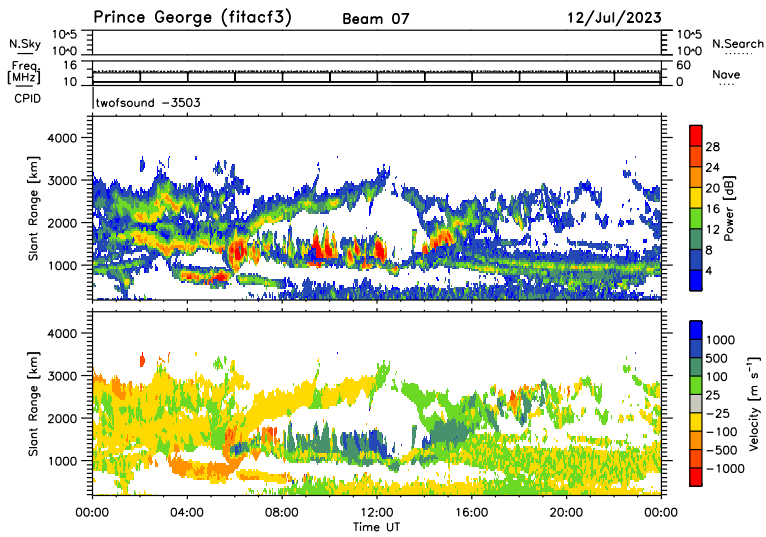 Prince George (fitacf3) Beam 07 12/Jul/2023
N.Sky 10^5 10^5 N.Search
10^0 10^0
Freq. 16 60
[MHz] 10 0 Nave
CPID twofsound -3503
Slant Range [km] 4000 3000 2000 1000
28 24 20 16 12 8 4 Power [dB]
Slant Range [km] 4000 3000 2000 1000
1000 500 100 25 -25 -100 -500 -1000 Velocity [m s⁻¹]
00:00 04:00 08:00 12:00 16:00 20:00 00:00
Time UT